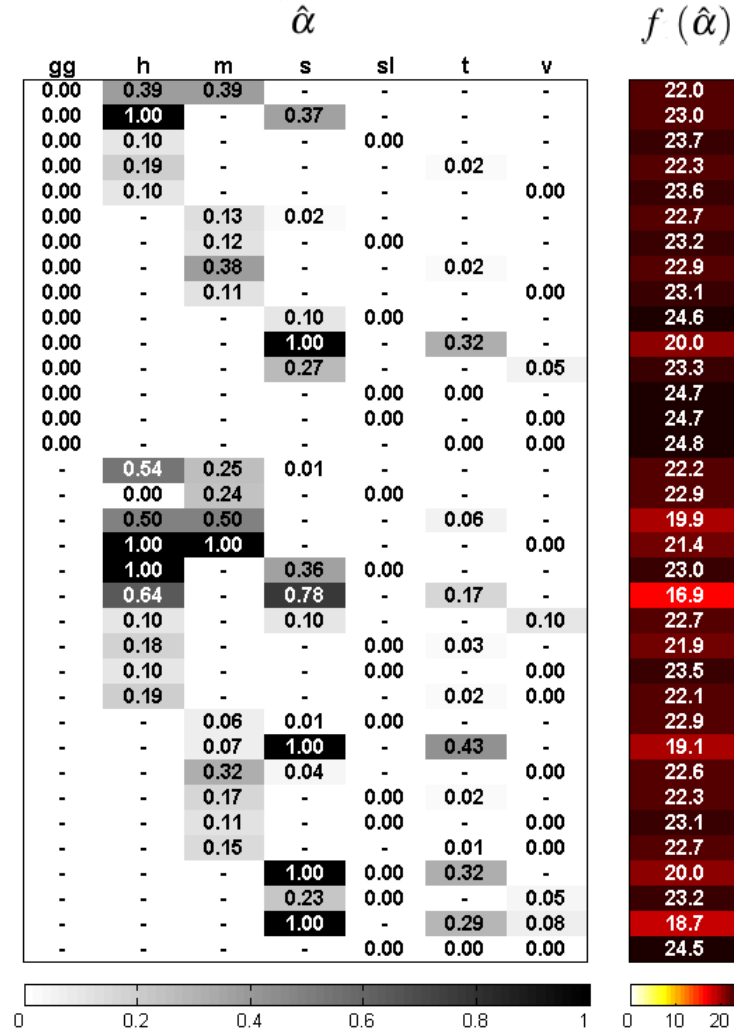 α̂ f (α̂)
gg h m s sl t v
0.00 0.39 0.39 - - - - 22.0
0.00 1.00 - 0.37 - - - 23.0
0.00 0.10 - - 0.00 - - 23.7
0.00 0.19 - - - 0.02 - 22.3
0.00 0.10 - - - - 0.00 23.6
0.00 - 0.13 0.02 - - - 22.7
0.00 - 0.12 - 0.00 - - 23.2
0.00 - 0.38 - - 0.02 - 22.9
0.00 - 0.11 - - - 0.00 23.1
0.00 - - 0.10 0.00 - - 24.6
0.00 - - 1.00 - 0.32 - 20.0
0.00 - - 0.27 - - 0.05 23.3
0.00 - - - 0.00 0.00 - 24.7
0.00 - - - 0.00 - 0.00 24.7
0.00 - - - - 0.00 0.00 24.8
- 0.54 0.25 0.01 - - - 22.2
- 0.00 0.24 - 0.00 - - 22.9
- 0.50 0.50 - - 0.06 - 19.9
- 1.00 1.00 - - - 0.00 21.4
- 1.00 - 0.36 0.00 - - 23.0
- 0.64 - 0.78 - 0.17 - 16.9
- 0.10 - 0.10 - - 0.10 22.7
- 0.18 - - 0.00 0.03 - 21.9
- 0.10 - - 0.00 - 0.00 23.5
- 0.19 - - - 0.02 0.00 22.1
- - 0.06 0.01 0.00 - - 22.9
- - 0.07 1.00 - 0.43 - 19.1
- - 0.32 0.04 - - 0.00 22.6
- - 0.17 - 0.00 0.02 - 22.3
- - 0.11 - 0.00 - 0.00 23.1
- - 0.15 - - 0.01 0.00 22.7
- - - 1.00 0.00 0.32 - 20.0
- - - 0.23 0.00 - 0.05 23.2
- - - 1.00 - 0.29 0.08 18.7
- - - - 0.00 0.00 0.00 24.5
0 0.2 0.4 0.6 0.8 1 0 10 20